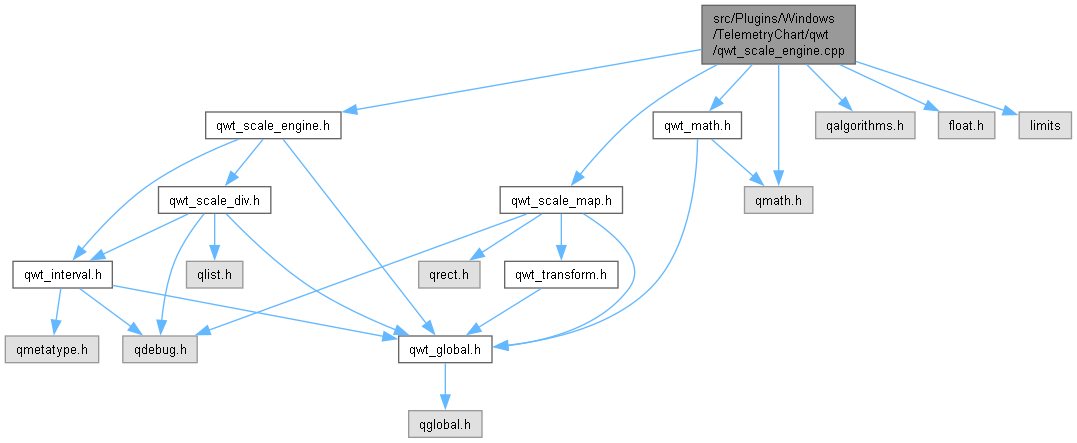 src/Plugins/Windows
/TelemetryChart/qwt
/qwt_scale_engine.cpp
qwt_scale_engine.h
qwt_math.h
qalgorithms.h
float.h
limits
qwt_scale_div.h
qwt_scale_map.h
qmath.h
qwt_interval.h
qlist.h
qrect.h
qwt_transform.h
qmetatype.h
qdebug.h
qwt_global.h
qglobal.h